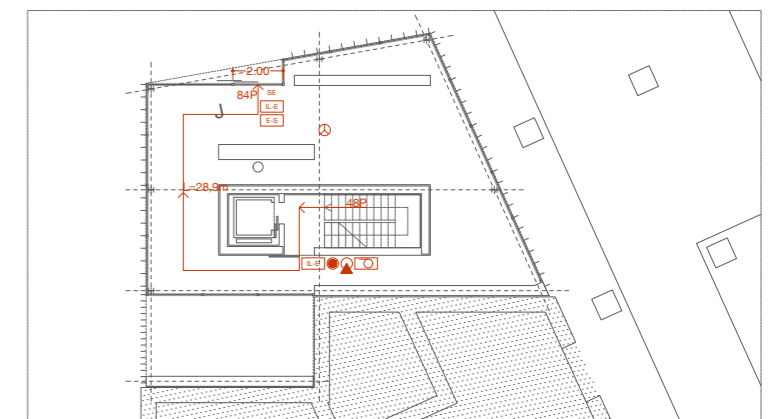 2.00
84P SE
IL-E
E-S
L=28,9m
48P
IL-E